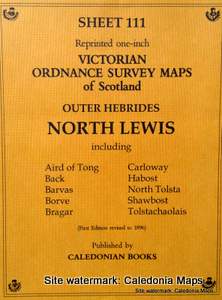 SHEET 111
Reprinted one-inch
VICTORIAN
ORDNANCE SURVEY MAPS
of Scotland
OUTER HEBRIDES
NORTH LEWIS
including
Aird of Tong
Back
Barvas
Borve
Bragar
Carloway
Habost
North Tolsta
Shawbost
Tolstachaolais
(First Edition revised to 1896)
Published by
CALEDONIAN BOOKS
Site watermark: Caledonia Maps
Site watermark: Caledonia Maps